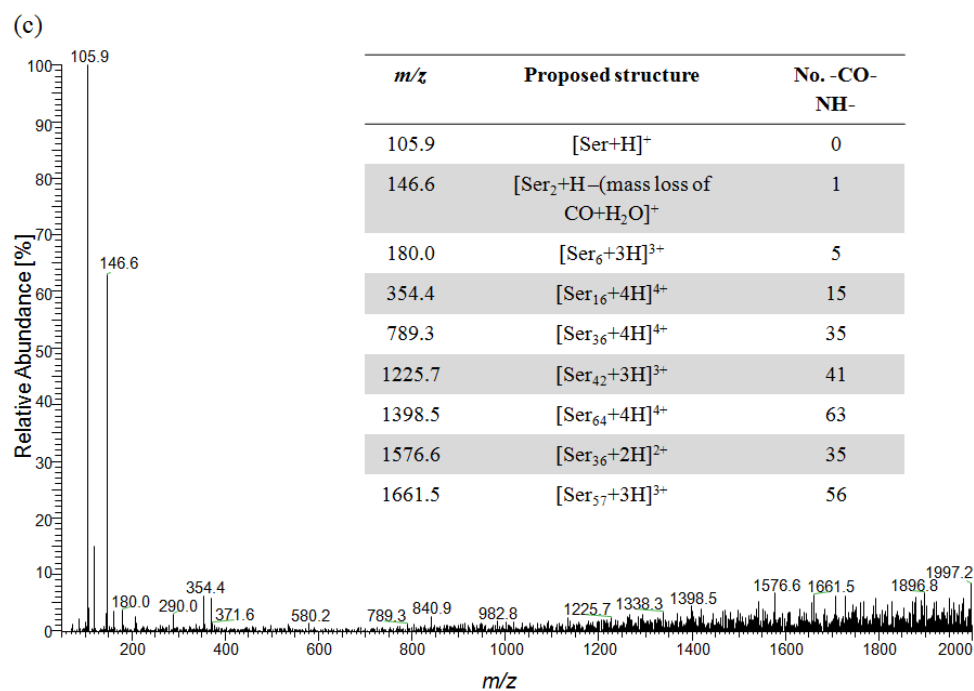 (c)
105.9
146.6
180.0
290.0
354.4
371.6
580.2
789.3
840.9
982.8
1225.7
1338.3
1398.5
1576.6
1661.5
1896.8
1997.2
m/z Proposed structure No. -CO-
NH-
105.9 [Ser+H]⁺ 0
146.6 [Ser₂+H–(mass loss of
CO+H₂O]⁺ 1
180.0 [Ser₆+3H]³⁺ 5
354.4 [Ser₁₆+4H]⁴⁺ 15
789.3 [Ser₃₆+4H]⁴⁺ 35
1225.7 [Ser₄₂+3H]³⁺ 41
1398.5 [Ser₆₄+4H]⁴⁺ 63
1576.6 [Ser₃₆+2H]²⁺ 35
1661.5 [Ser₅₇+3H]³⁺ 56
Relative Abundance [%]
100
90
80
70
60
50
40
30
20
10
0
200 400 600 800 1000 1200 1400 1600 1800 2000
m/z